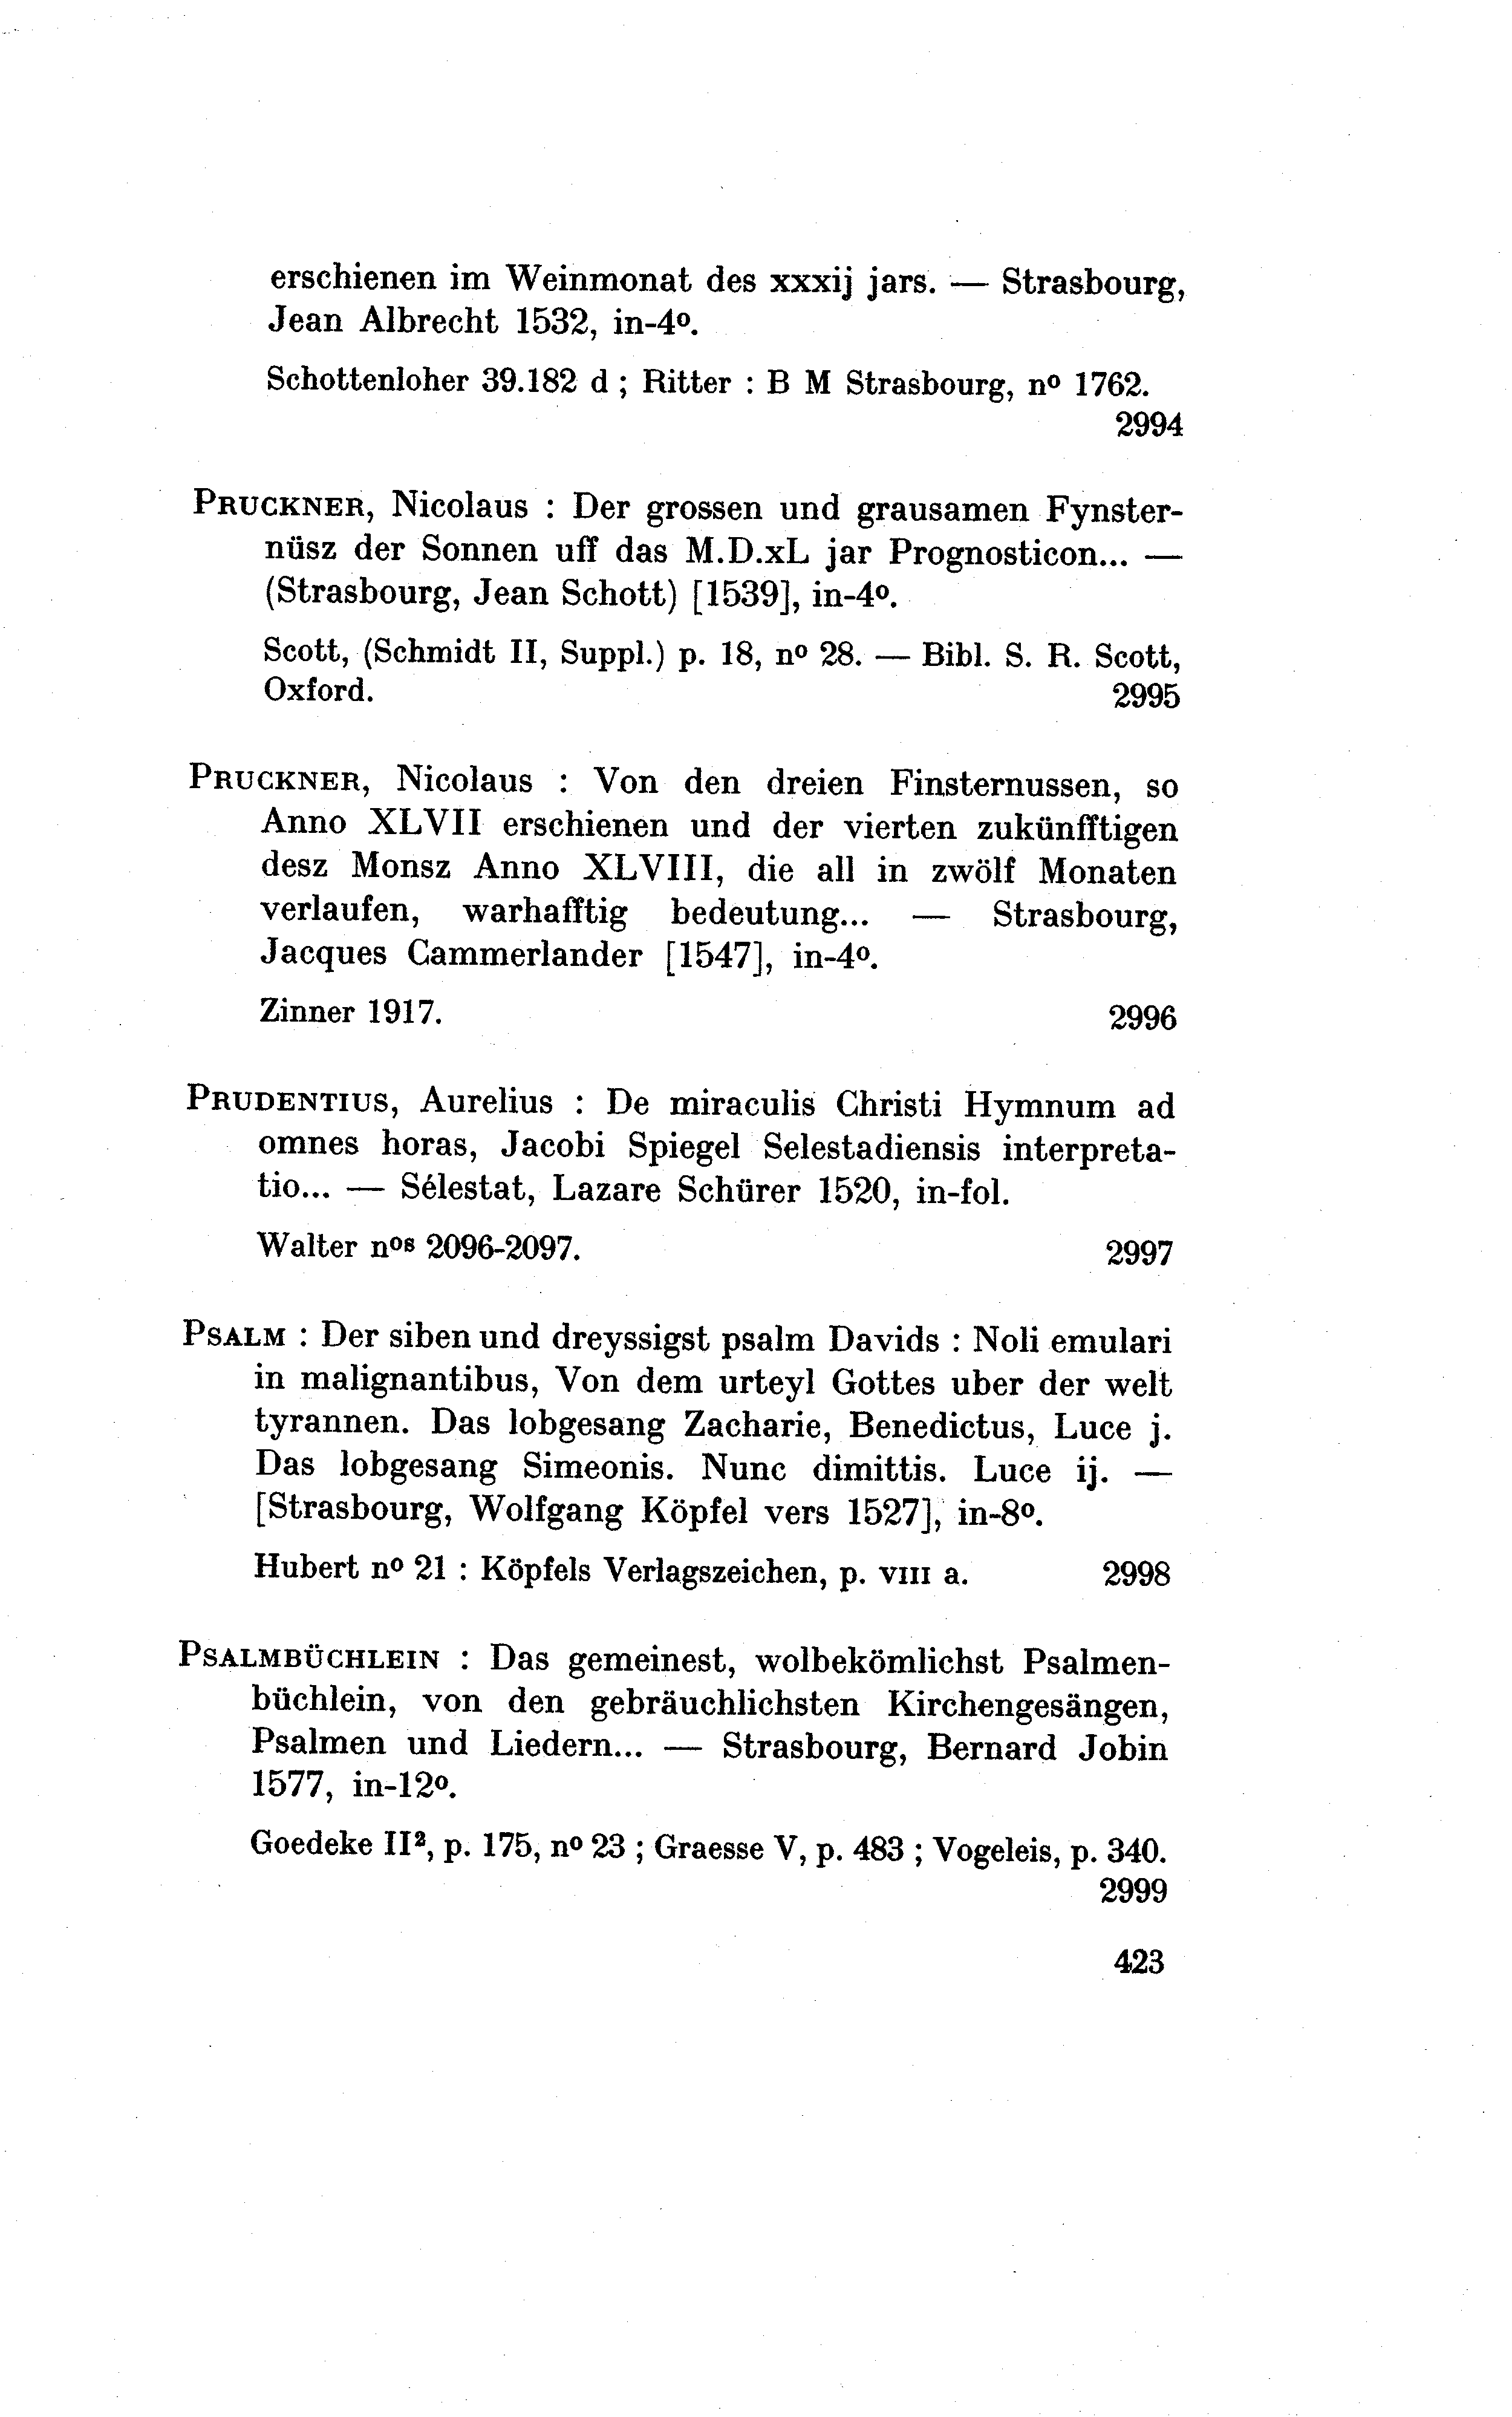 erschienen im Weinmonat des xxxij jars. — Strasbourg,
Jean Albrecht 1532, in-4º.
Schottenloher 39.182 d ; Ritter : B M Strasbourg, nº 1762.
2994
PRUCKNER, Nicolaus : Der grossen und grausamen Fynster-
nüsz der Sonnen uff das M.D.xL jar Prognosticon... —
(Strasbourg, Jean Schott) [1539], in-4º.
Scott, (Schmidt II, Suppl.) p. 18, nº 28. — Bibl. S. R. Scott,
Oxford. 2995
PRUCKNER, Nicolaus : Von den dreien Finsternussen, so
Anno XLVII erschienen und der vierten zukünfftigen
desz Monsz Anno XLVIII, die all in zwölf Monaten
verlaufen, warhafftig bedeutung... — Strasbourg,
Jacques Cammerlander [1547], in-4º.
Zinner 1917. 2996
PRUDENTIUS, Aurelius : De miraculis Christi Hymnum ad
omnes horas, Jacobi Spiegel Selestadiensis interpreta-
tio... — Sélestat, Lazare Schürer 1520, in-fol.
Walter nos 2096-2097. 2997
PSALM : Der siben und dreyssigst psalm Davids : Noli emulari
in malignantibus, Von dem urteyl Gottes uber der welt
tyrannen. Das lobgesang Zacharie, Benedictus, Luce j.
Das lobgesang Simeonis. Nunc dimittis. Luce ij. —
[Strasbourg, Wolfgang Köpfel vers 1527], in-8º.
Hubert nº 21 : Köpfels Verlagszeichen, p. VIII a. 2998
PSALMBÜCHLEIN : Das gemeinest, wolbekömlichst Psalmen-
büchlein, von den gebräuchlichsten Kirchengesängen,
Psalmen und Liedern... — Strasbourg, Bernard Jobin
1577, in-12º.
Goedeke II², p. 175, nº 23 ; Graesse V, p. 483 ; Vogeleis, p. 340.
2999
423